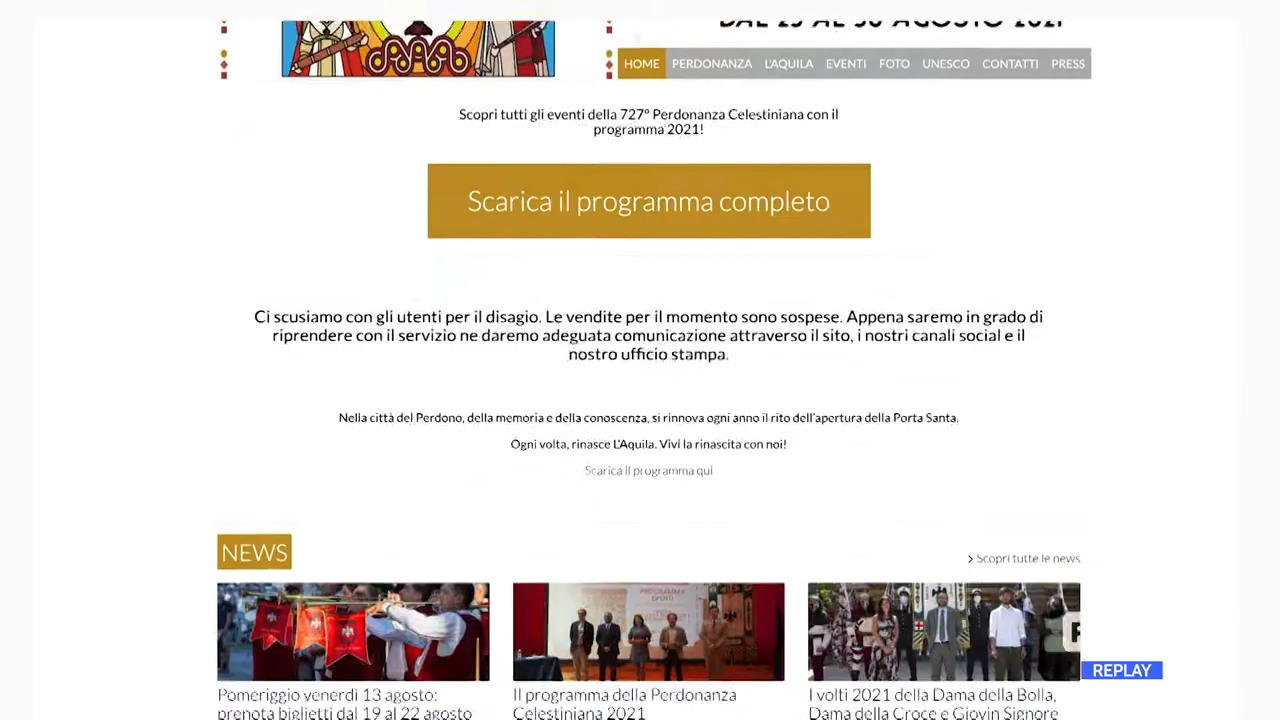 DAL 23 AL 30 AGOSTO 2021
HOME PERDONANZA L'AQUILA EVENTI FOTO UNESCO CONTATTI PRESS
Scopri tutti gli eventi della 727° Perdonanza Celestiniana con il
programma 2021!
Scarica il programma completo
Ci scusiamo con gli utenti per il disagio. Le vendite per il momento sono sospese. Appena saremo in grado di
riprendere con il servizio ne daremo adeguata comunicazione attraverso il sito, i nostri canali social e il
nostro ufficio stampa.
Nella città del Perdono, della memoria e della conoscenza, si rinnova ogni anno il rito dell'apertura della Porta Santa.
Ogni volta, rinasce L'Aquila. Vivi la rinascita con noi!
Scarica il programma qui
NEWS
> Scopri tutte le news
Pomeriggio venerdì 13 agosto:
prenota biglietti dal 19 al 22 agosto
Il programma della Perdonanza
Celestiniana 2021
I volti 2021 della Dama della Bolla,
Dama della Croce e Giovin Signore
REPLAY